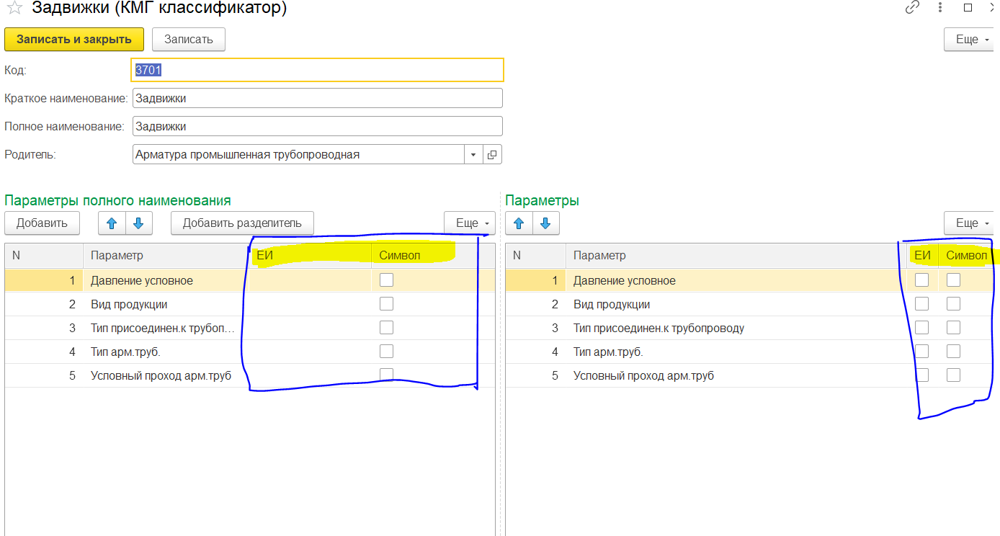 Задвижки (КМГ классификатор)
Записать и закрыть Записать Еще
Код: 3701
Краткое наименование: Задвижки
Полное наименование: Задвижки
Родитель: Арматура промышленная трубопроводная
Параметры полного наименования Параметры
Добавить Добавить разделитель Еще Еще
N Параметр ЕИ Символ N Параметр ЕИ Символ
1 Давление условное 1 Давление условное
2 Вид продукции 2 Вид продукции
3 Тип присоединен.к трубоп... 3 Тип присоединен.к трубопроводу
4 Тип арм.труб. 4 Тип арм.труб.
5 Условный проход арм.труб 5 Условный проход арм.труб